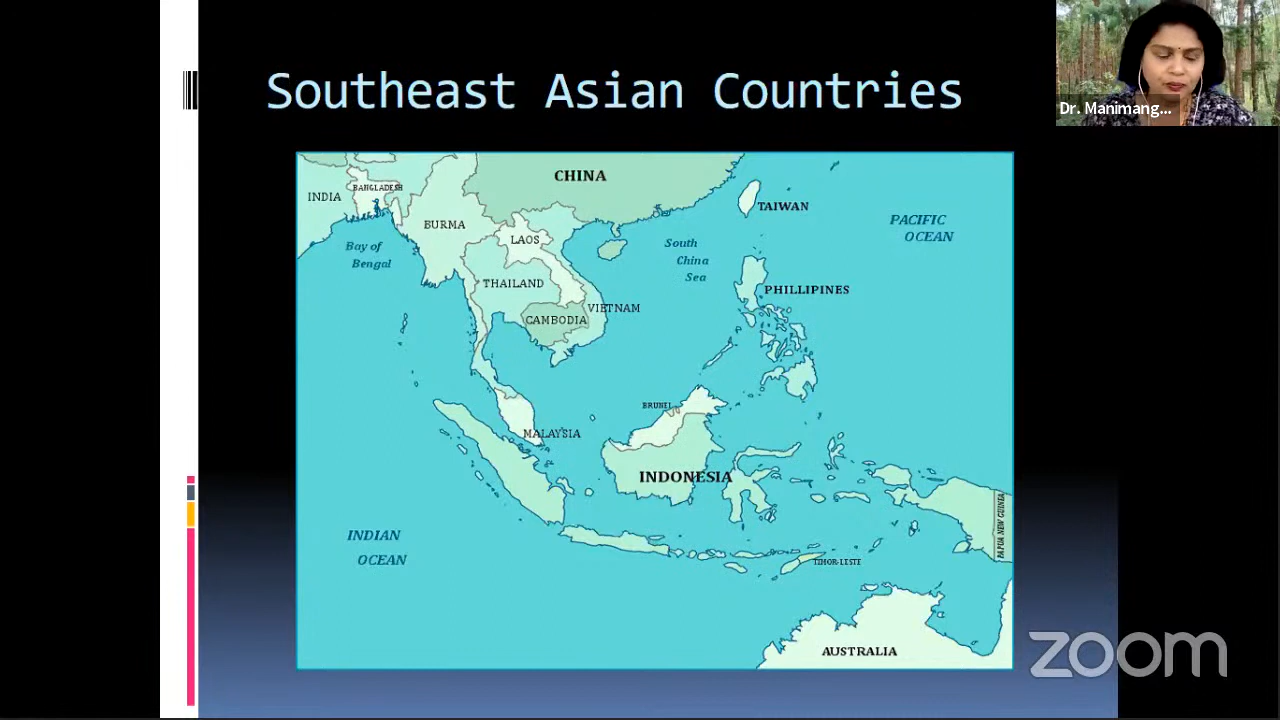 Southeast Asian Countries
Dr. Manimang...
CHINA
INDIA
BANGLADESH
TAIWAN
BURMA
PACIFIC
OCEAN
LAOS
Bay of
Bengal
South
China
Sea
THAILAND
PHILLIPINES
VIETNAM
CAMBODIA
BRUNEI
MALAYSIA
INDONESIA
PAPUA NEW GUINEA
INDIAN
OCEAN
TIMOR-LESTE
AUSTRALIA
zoom